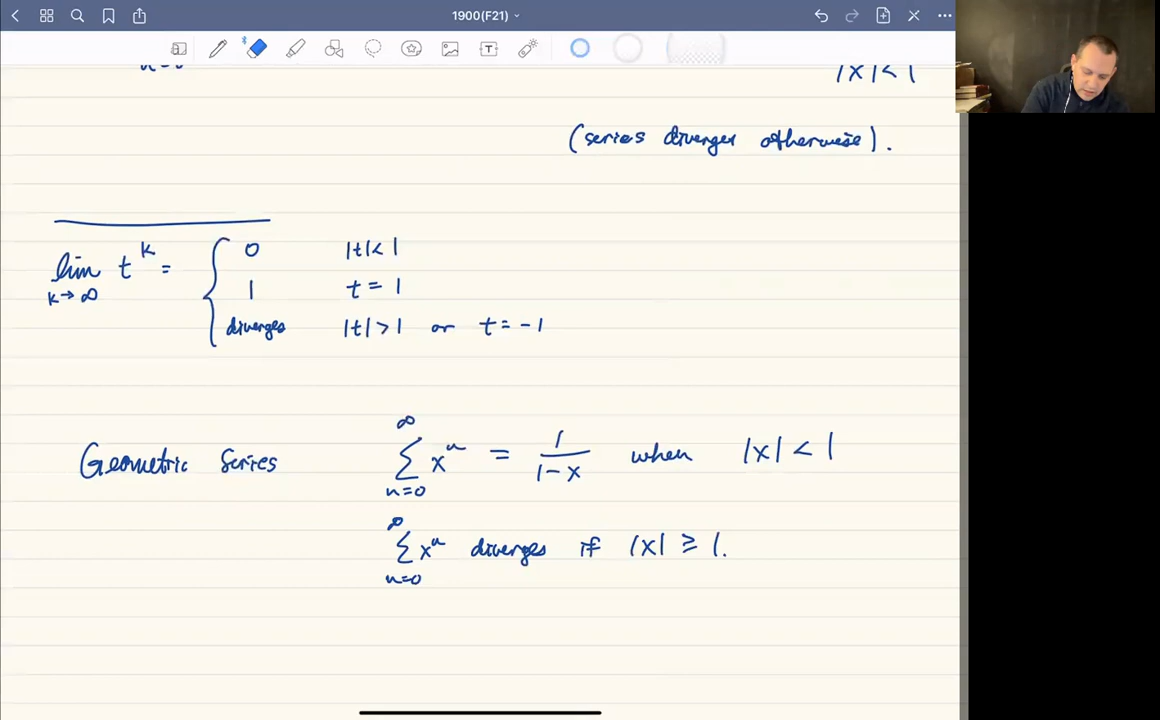 1900(F21)
n=0
|x| < 1
(series diverges otherwise).
lim t^k = { 0 |t| < 1
k→∞ 1 t = 1
diverges |t| > 1 or t = -1
Geometric Series ∑_{n=0}^{∞} x^n = 1/(1-x) when |x| < 1
∑_{n=0}^{∞} x^n diverges if |x| ≥ 1.